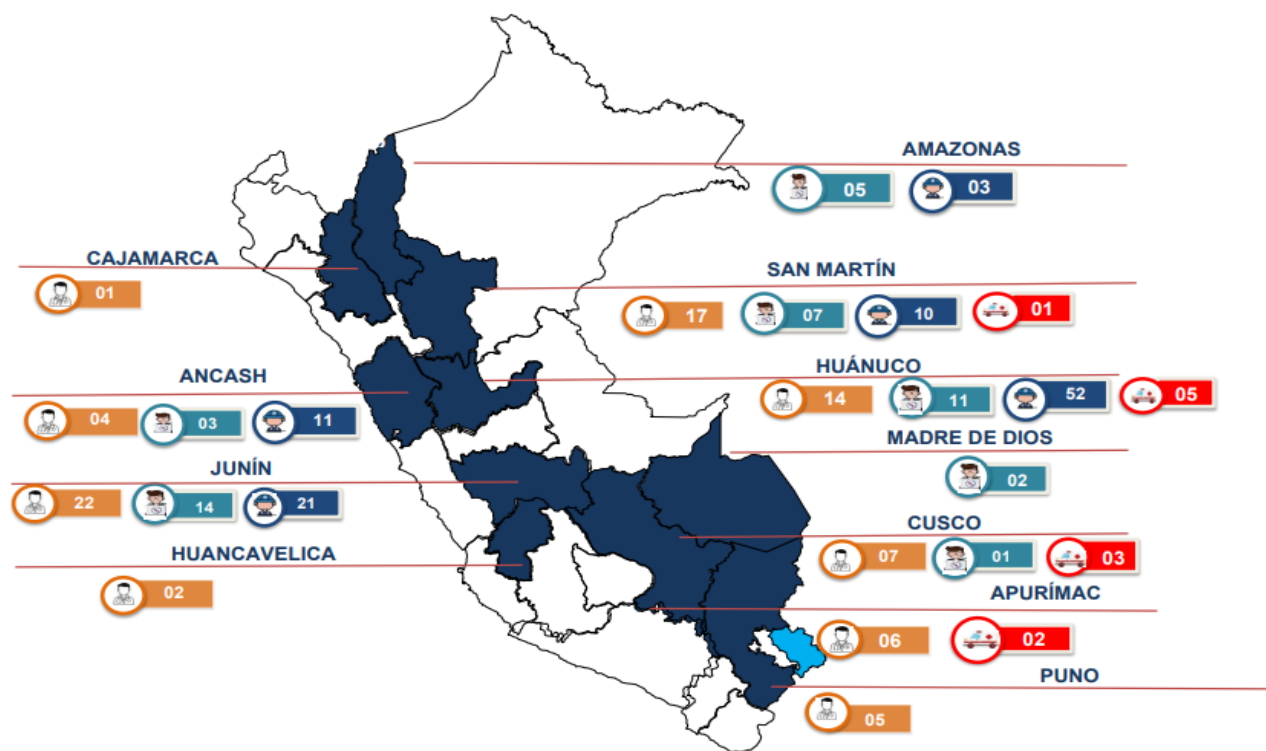 AMAZONAS
05 03
CAJAMARCA
01
SAN MARTÍN
17 07 10 01
ANCASH
04 03 11
HUÁNUCO
14 11 52 05
JUNÍN
22 14 21
MADRE DE DIOS
02
HUANCAVELICA
02
CUSCO
07 01 03
APURÍMAC
06 02
PUNO
05